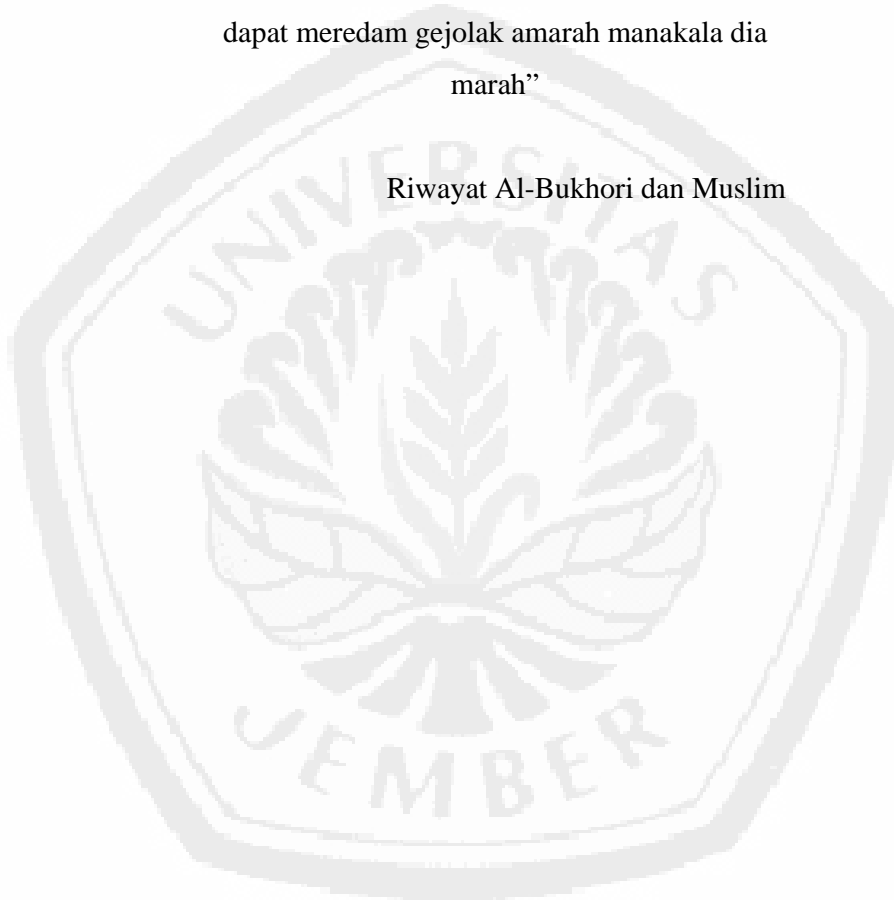 dapat meredam gejolak amarah manakala dia
marah”
Riwayat Al-Bukhori dan Muslim
UNIVERSITAS
JEMBER